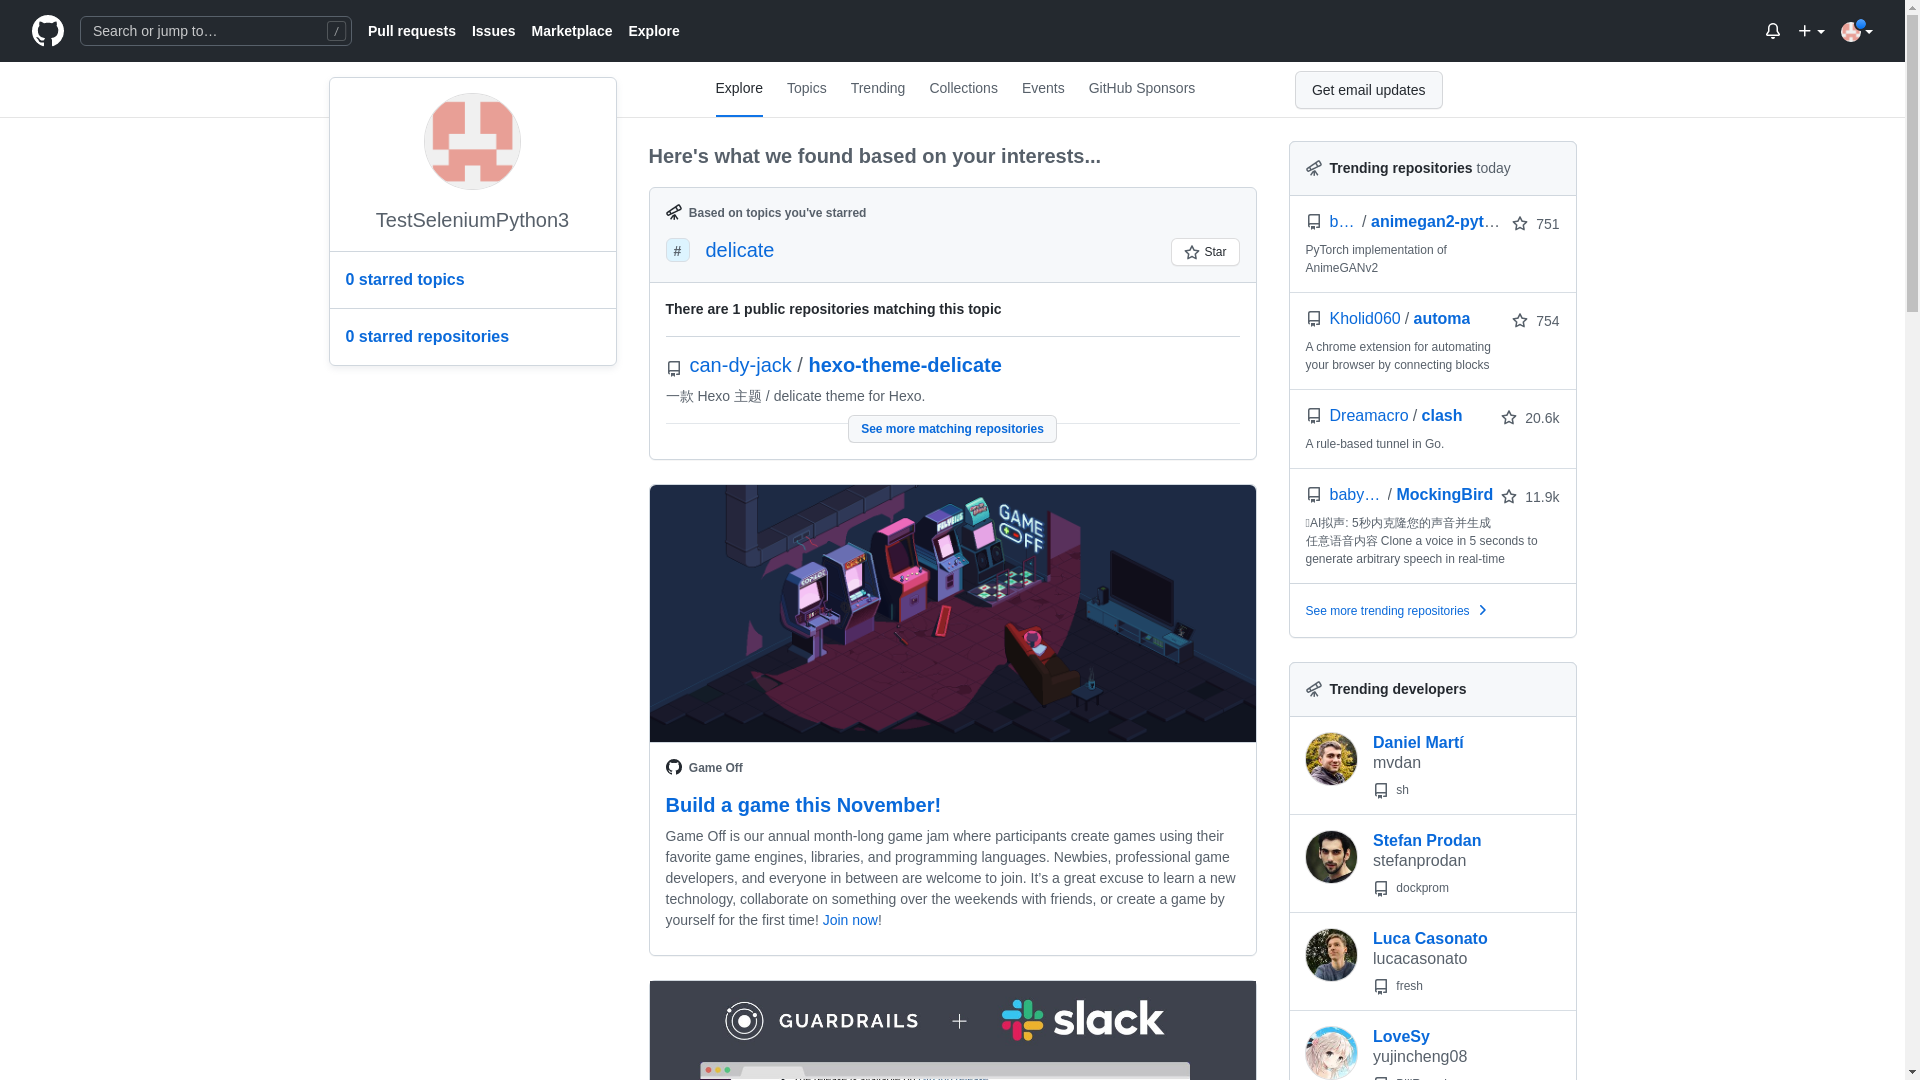 Search or jump to…
/
Pull requests
Issues
Marketplace
Explore
Explore
Topics
Trending
Collections
Events
GitHub Sponsors
Get email updates
TestSeleniumPython3
0 starred topics
0 starred repositories
Here's what we found based on your interests...
Based on topics you've starred
# delicate
Star
There are 1 public repositories matching this topic
can-dy-jack / hexo-theme-delicate
一款 Hexo 主题 / delicate theme for Hexo.
See more matching repositories
GAME
OFF
Game Off
Build a game this November!
Game Off is our annual month-long game jam where participants create games using their
favorite game engines, libraries, and programming languages. Newbies, professional game
developers, and everyone in between are welcome to join. It's a great excuse to learn a new
technology, collaborate on something over the weekends with friends, or create a game by
yourself for the first time! Join now!
GUARDRAILS + slack
Trending repositories today
b… / animegan2-pyt…
751
PyTorch implementation of
AnimeGANv2
Kholid060 / automa
754
A chrome extension for automating
your browser by connecting blocks
Dreamacro / clash
20.6k
A rule-based tunnel in Go.
baby… / MockingBird
11.9k
AI拟声: 5秒内克隆您的声音并生成
任意语音内容 Clone a voice in 5 seconds to
generate arbitrary speech in real-time
See more trending repositories
Trending developers
Daniel Martí
mvdan
sh
Stefan Prodan
stefanprodan
dockprom
Luca Casonato
lucacasonato
fresh
LoveSy
yujincheng08